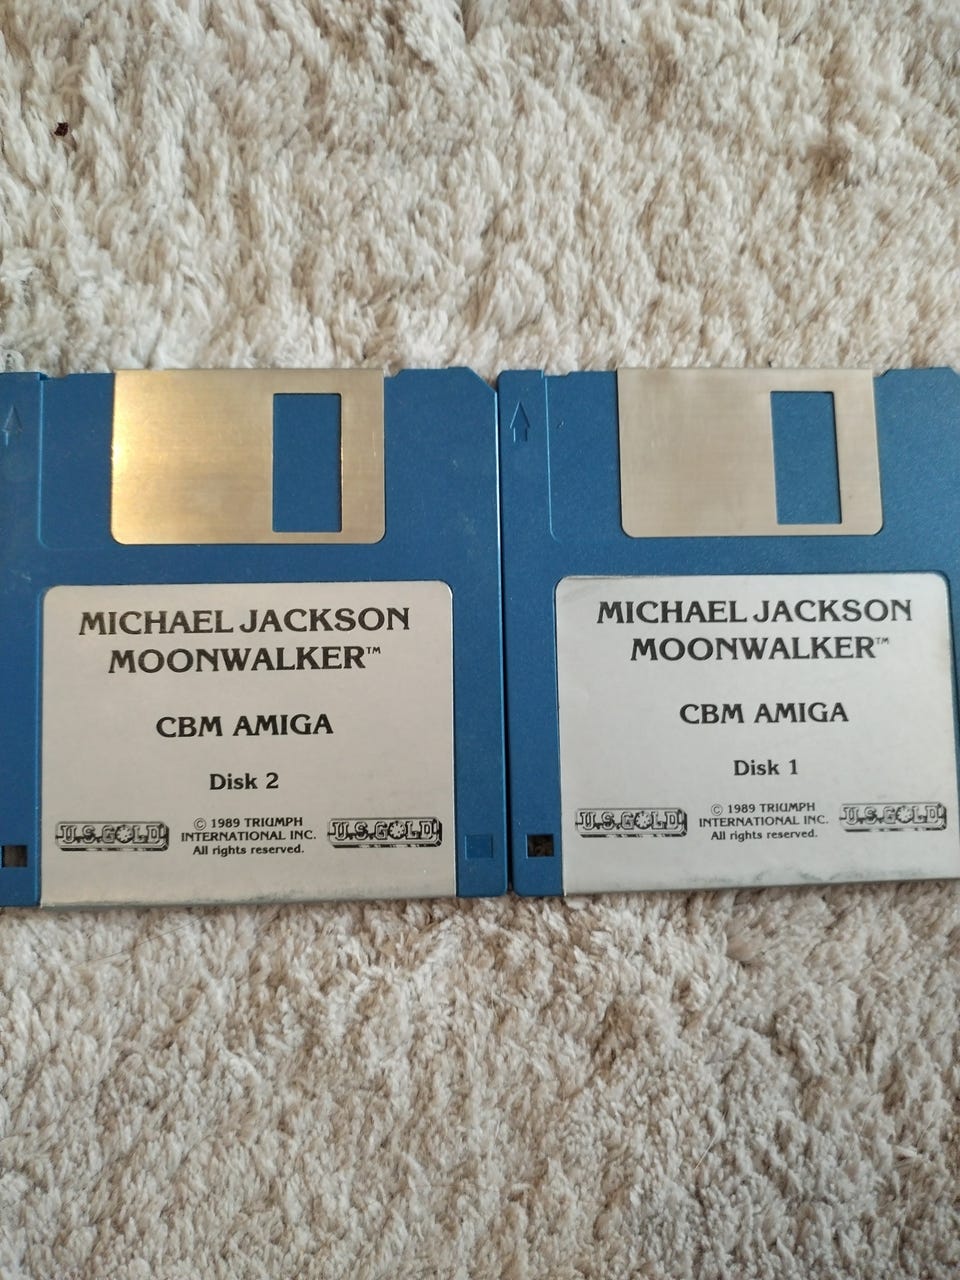 MICHAEL JACKSON
MOONWALKER™
CBM AMIGA
Disk 2
U.S. GOLD
© 1989 TRIUMPH
INTERNATIONAL INC.
All rights reserved.
U.S. GOLD
MICHAEL JACKSON
MOONWALKER™
CBM AMIGA
Disk 1
U.S. GOLD
© 1989 TRIUMPH
INTERNATIONAL INC.
All rights reserved.
U.S. GOLD